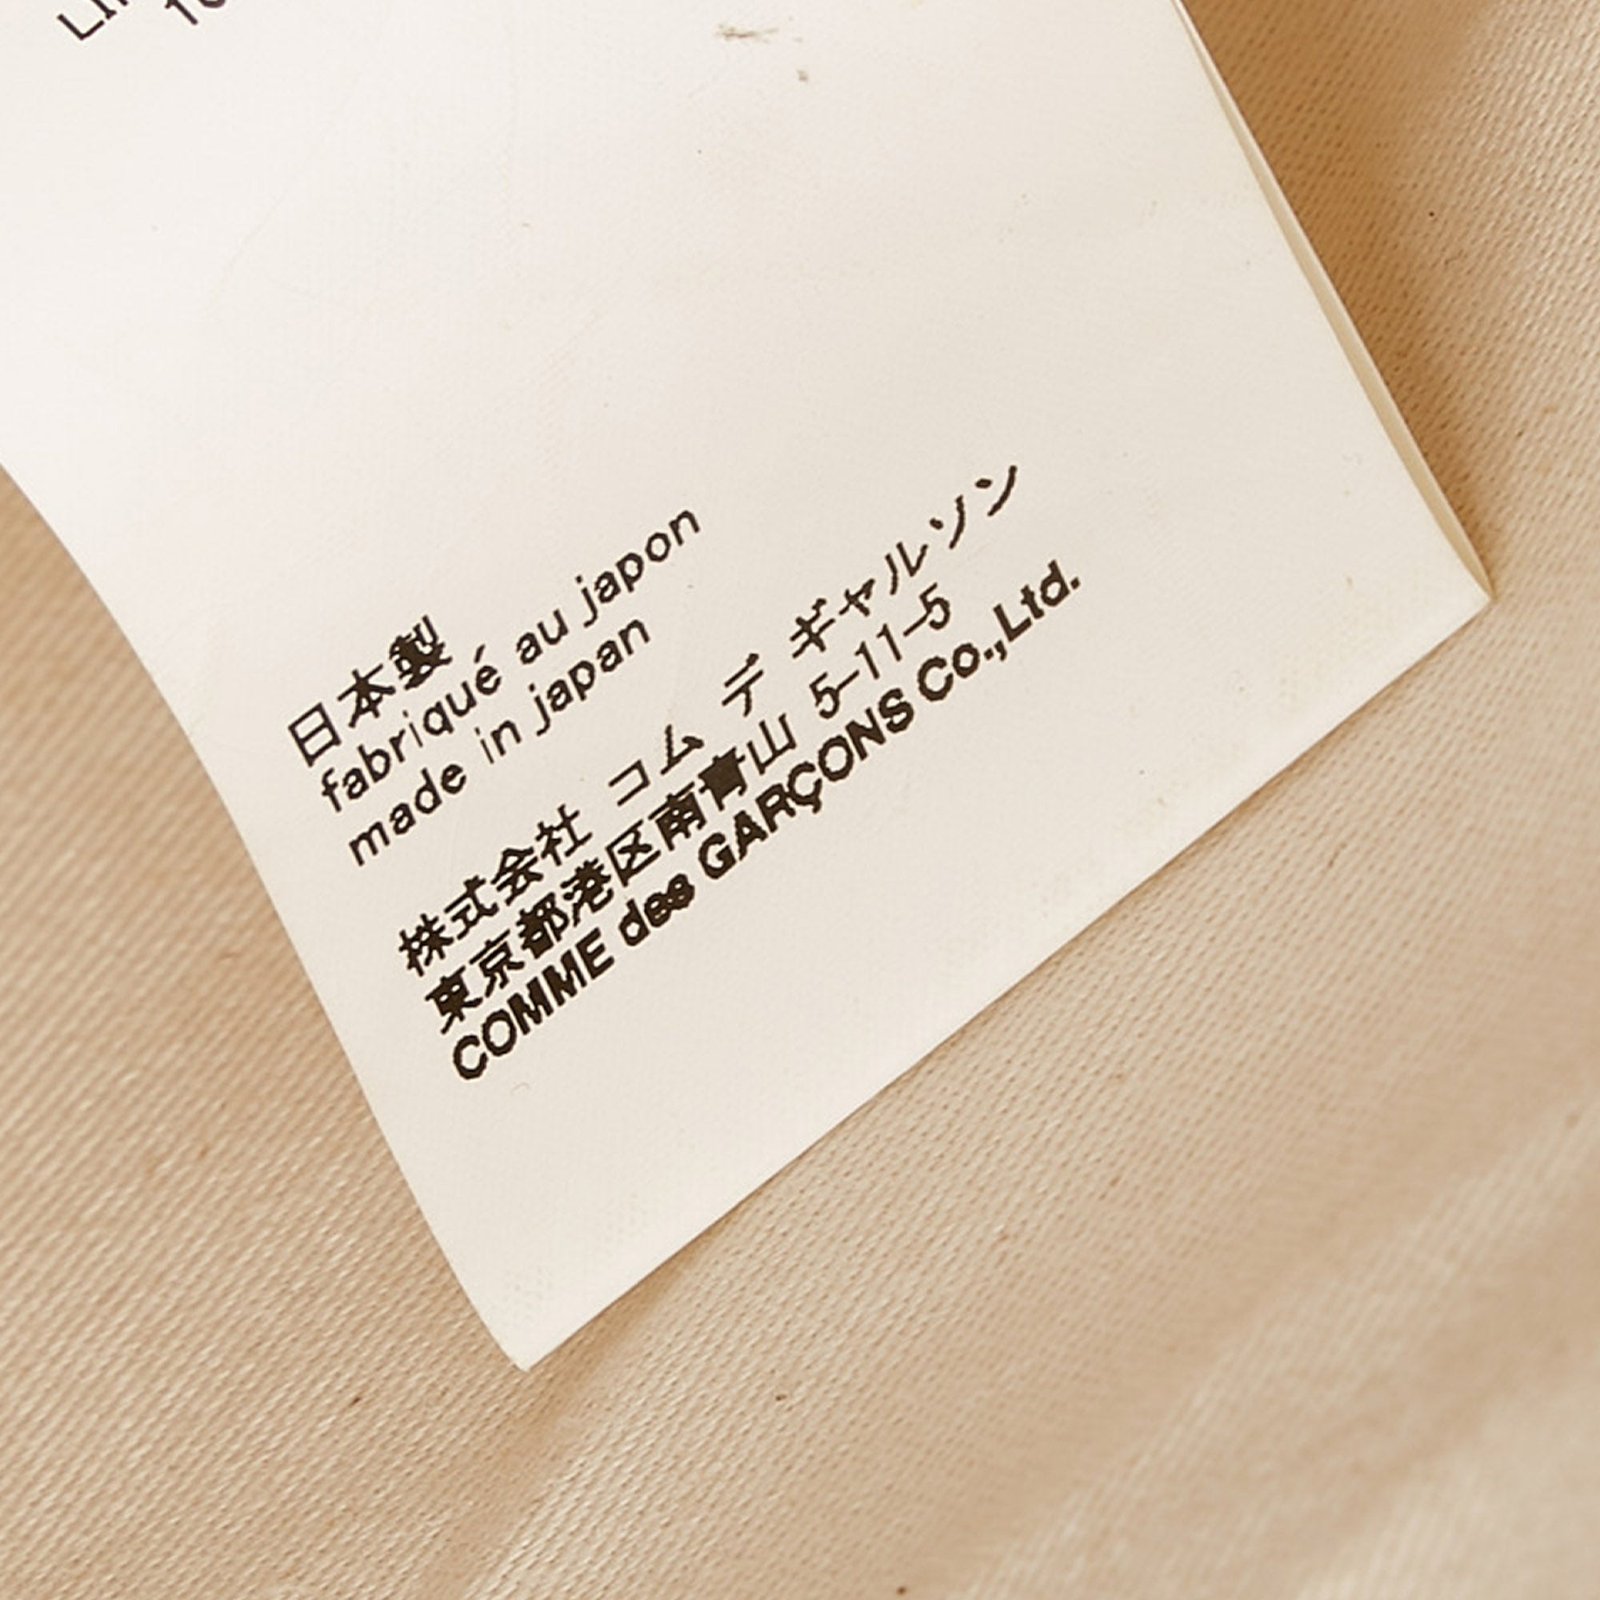 日本製
fabriqué au japon
made in japan
株式会社 コム デ ギャルソン
東京都港区南青山 5-11-5
COMME des GARÇONS Co.,Ltd.